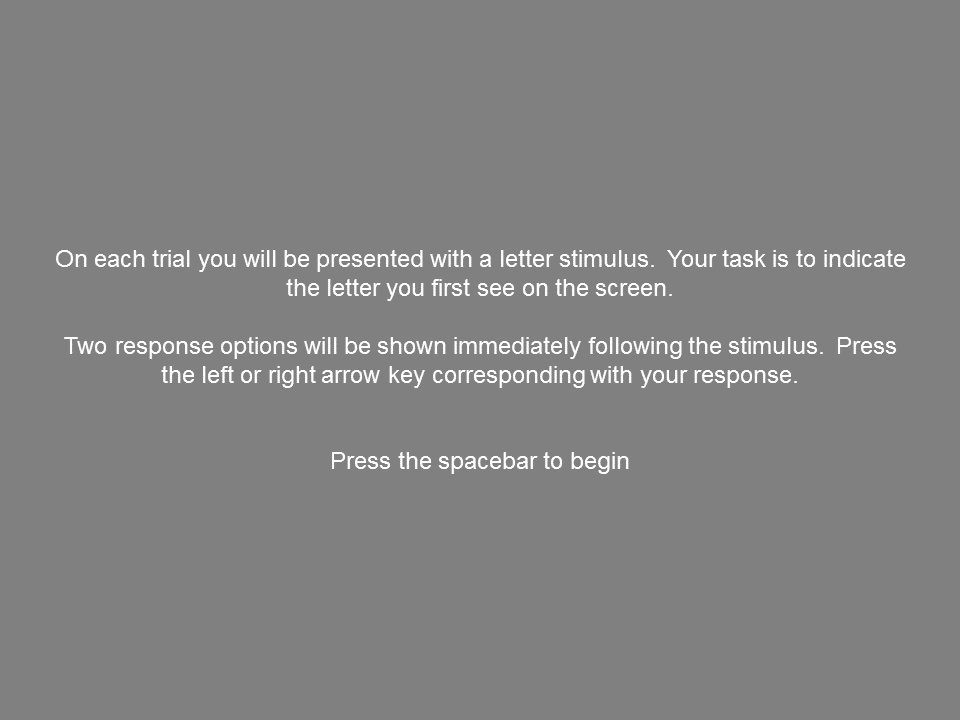 On each trial you will be presented with a letter stimulus.  Your task is to indicate
the letter you first see on the screen.
Two response options will be shown immediately following the stimulus.  Press
the left or right arrow key corresponding with your response.
Press the spacebar to begin